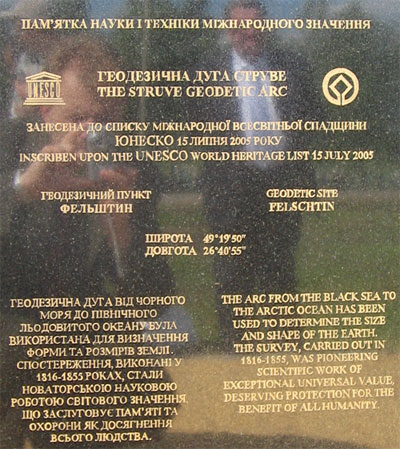 ПАМ'ЯТКА НАУКИ І ТЕХНІКИ МІЖНАРОДНОГО ЗНАЧЕННЯ
UNESCO
ГЕОДЕЗИЧНА ДУГА СТРУВЕ
THE STRUVE GEODETIC ARC
ЗАНЕСЕНА ДО СПИСКУ МІЖНАРОДНОЇ ВСЕСВІТНЬОЇ СПАДЩИНИ
ЮНЕСКО 15 ЛИПНЯ 2005 РОКУ
INSCRIBEN UPON THE UNESCO WORLD HERITAGE LIST 15 JULY 2005
ГЕОДЕЗИЧНИЙ ПУНКТ
ФЕЛЬШТИН
GEODETIC SITE
FELSCHTIN
ШИРОТА 49°19'50"
ДОВГОТА 26°40'55"
ГЕОДЕЗИЧНА ДУГА ВІД ЧОРНОГО
МОРЯ ДО ПІВНІЧНОГО
ЛЬОДОВИТОГО ОКЕАНУ БУЛА
ВИКОРИСТАНА ДЛЯ ВИЗНАЧЕННЯ
ФОРМИ ТА РОЗМІРІВ ЗЕМЛІ.
СПОСТЕРЕЖЕННЯ, ВИКОНАНІ У
1816-1855 РОКАХ, СТАЛИ
НОВАТОРСЬКОЮ НАУКОВОЮ
РОБОТОЮ СВІТОВОГО ЗНАЧЕННЯ,
ЩО ЗАСЛУГОВУЄ ПАМ'ЯТІ ТА
ОХОРОНИ ЯК ДОСЯГНЕННЯ
ВСЬОГО ЛЮДСТВА.
THE ARC FROM THE BLACK SEA TO
THE ARCTIC OCEAN HAS BEEN
USED TO DETERMINE THE SIZE
AND SHAPE OF THE EARTH.
THE SURVEY, CARRIED OUT IN
1816-1855, WAS PIONEERING
SCIENTIFIC WORK OF
EXCEPTIONAL UNIVERSAL VALUE,
DESERVING PROTECTION FOR THE
BENEFIT OF ALL HUMANITY.